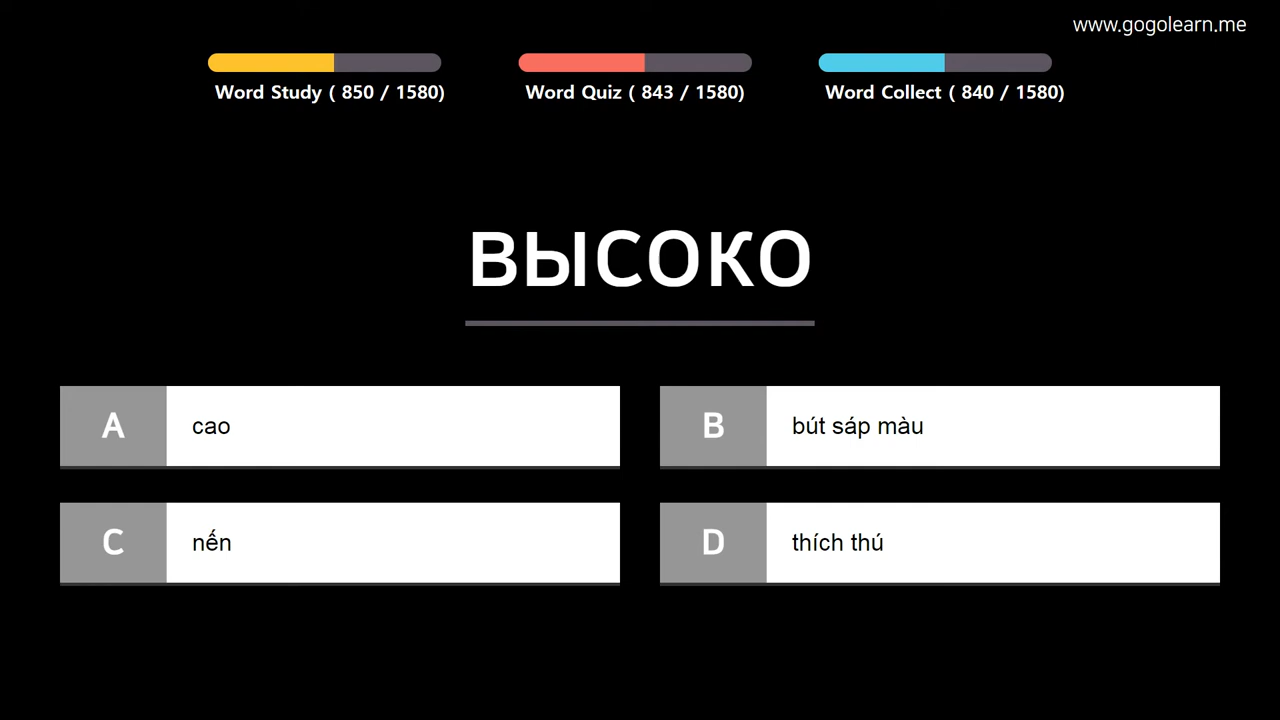 www.gogolearn.me
Word Study ( 850 / 1580)
Word Quiz ( 843 / 1580)
Word Collect ( 840 / 1580)
высоко
A
cao
B
bút sáp màu
C
nến
D
thích thú